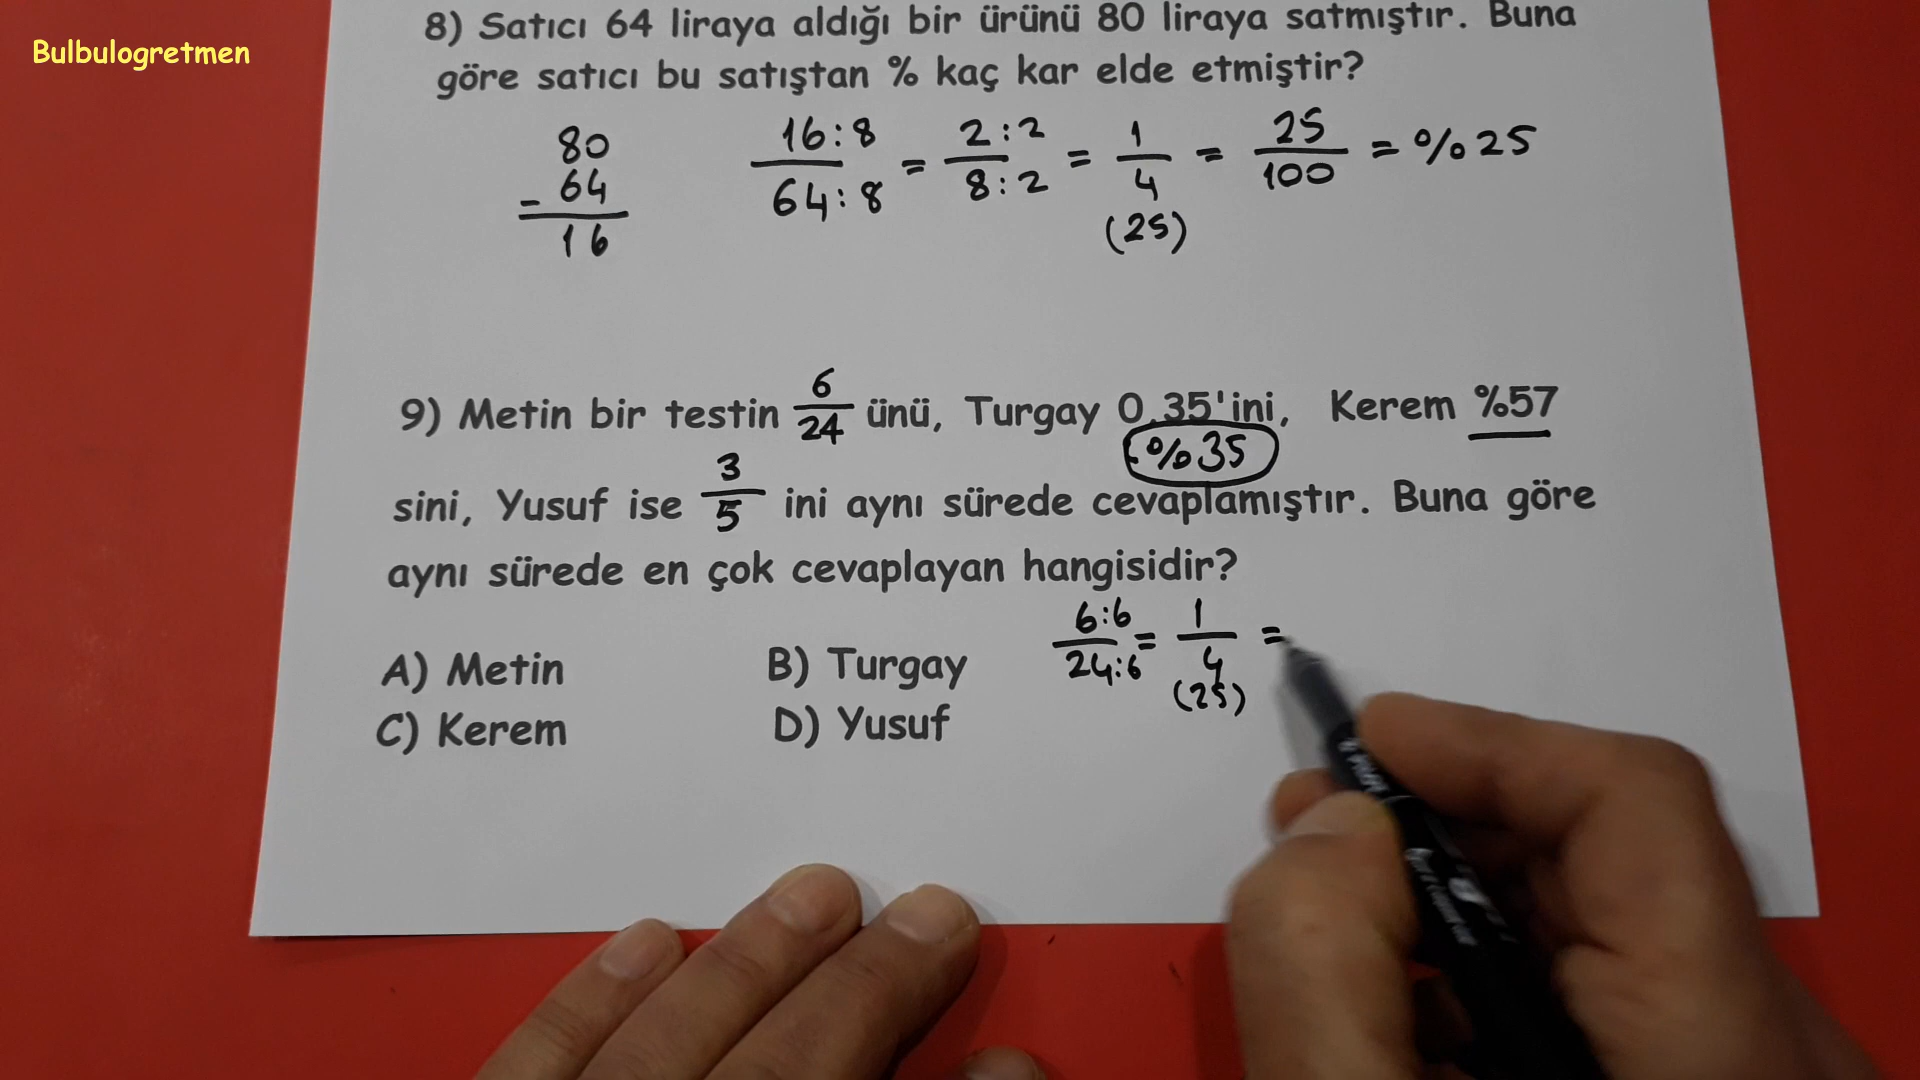 Bulbulogretmen
8) Satıcı 64 liraya aldığı bir ürünü 80 liraya satmıştır. Buna
göre satıcı bu satıştan % kaç kar elde etmiştir?
80
- 64
16
16:8 / 64:8 = 2:2 / 8:2 = 1/4 = 25/100 = %25
(25)
9) Metin bir testin 6/24 ünü, Turgay 0,35'ini, Kerem %57
%35
sini, Yusuf ise 3/5 ini aynı sürede cevaplamıştır. Buna göre
aynı sürede en çok cevaplayan hangisidir?
6:6 / 24:6 = 1/4 =
(25)
A) Metin B) Turgay
C) Kerem D) Yusuf